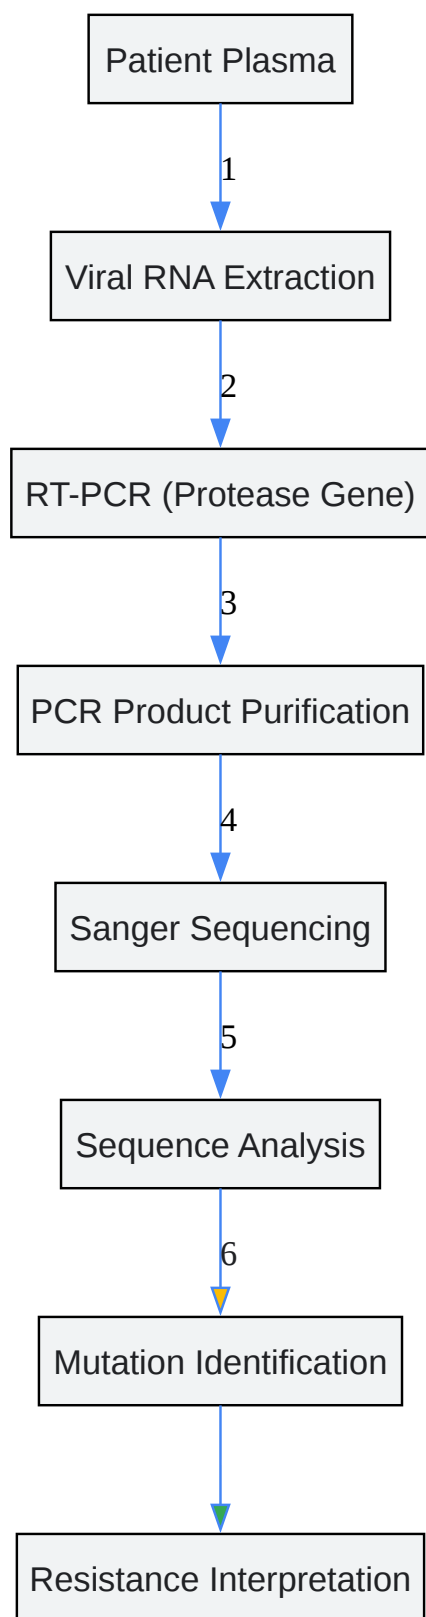 Patient Plasma
1
Viral RNA Extraction
2
RT-PCR (Protease Gene)
3
PCR Product Purification
4
Sanger Sequencing
5
Sequence Analysis
6
Mutation Identification
Resistance Interpretation